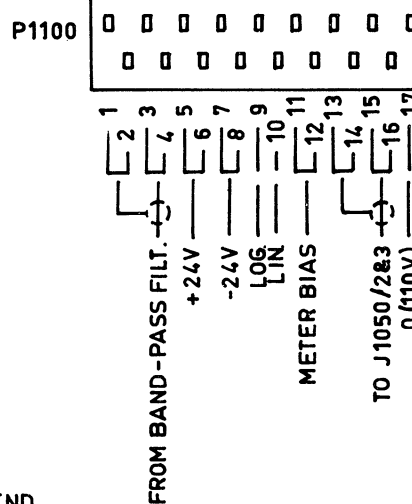 P1100
1 3 5 7 9 11 13 15 17
2 4 6 8 10 12 14 16
FROM BAND-PASS FILT.
+24V
-24V
LOG.
LIN.
METER BIAS
TO J1050/2&3
0/(110V)
END